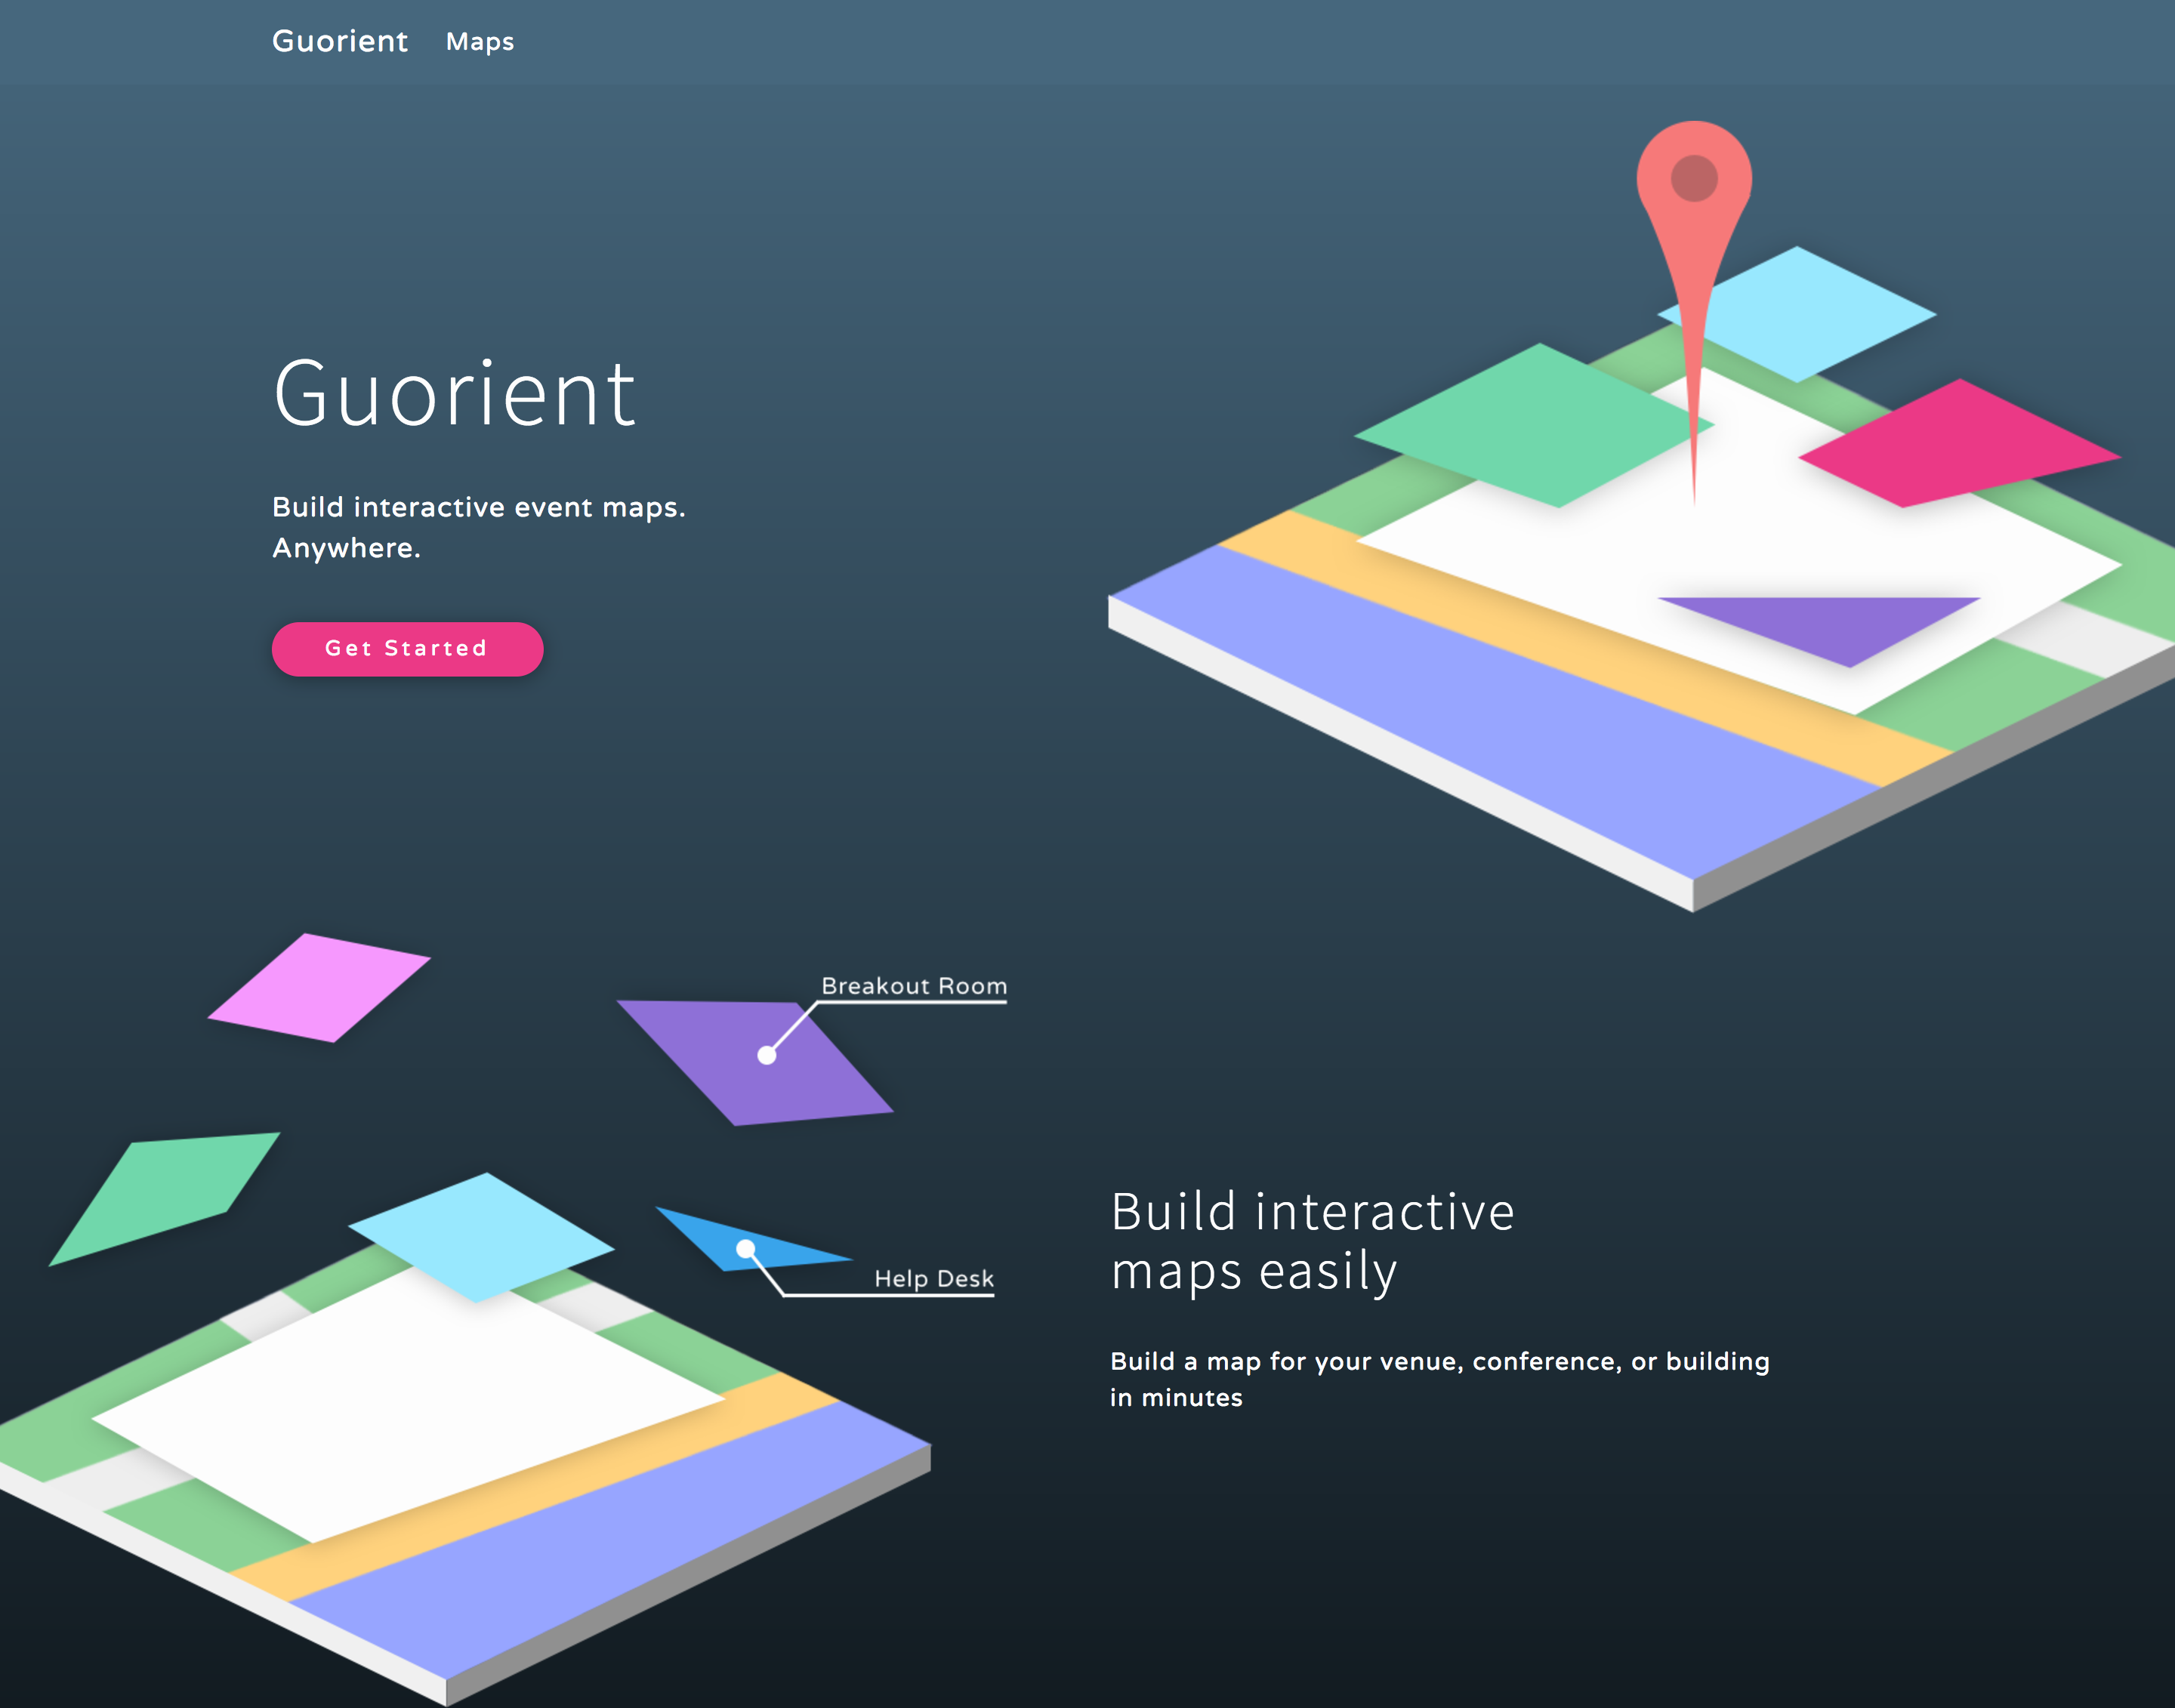 Guorient Maps
Guorient
Build interactive event maps.
Anywhere.
Get Started
Breakout Room
Help Desk
Build interactive
maps easily
Build a map for your venue, conference, or building
in minutes